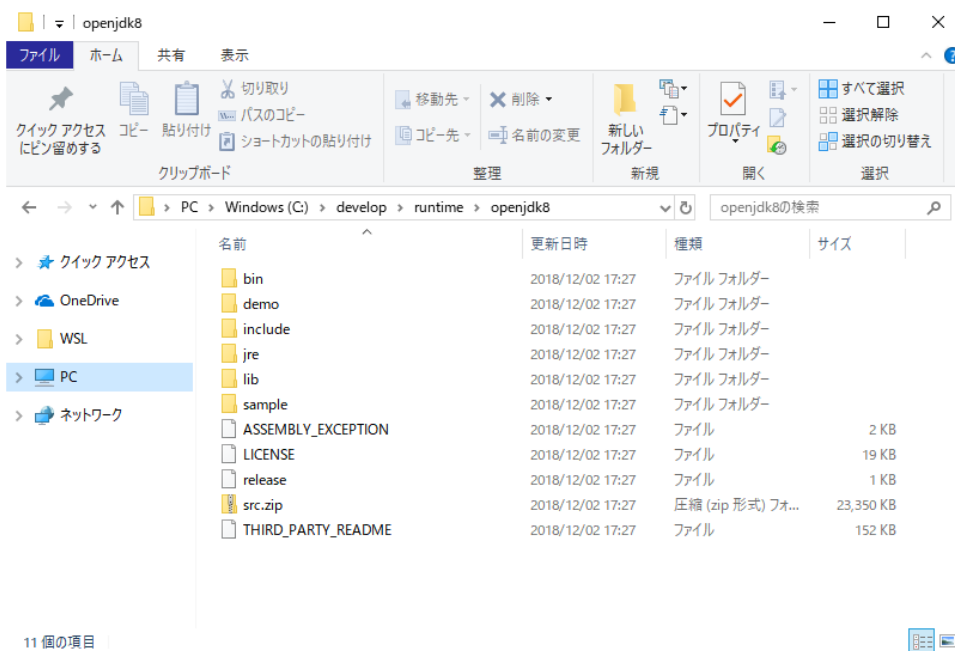 openjdk8
ファイル ホーム 共有 表示
クイック アクセス
にピン留めする
コピー
貼り付け
切り取り
パスのコピー
ショートカットの貼り付け
クリップボード
移動先
コピー先
削除
名前の変更
整理
新しい
フォルダー
新規
プロパティ
開く
すべて選択
選択解除
選択の切り替え
選択
PC > Windows (C:) > develop > runtime > openjdk8
openjdk8の検索
クイック アクセス
OneDrive
WSL
PC
ネットワーク
名前 更新日時 種類 サイズ
bin 2018/12/02 17:27 ファイル フォルダー
demo 2018/12/02 17:27 ファイル フォルダー
include 2018/12/02 17:27 ファイル フォルダー
jre 2018/12/02 17:27 ファイル フォルダー
lib 2018/12/02 17:27 ファイル フォルダー
sample 2018/12/02 17:27 ファイル フォルダー
ASSEMBLY_EXCEPTION 2018/12/02 17:27 ファイル 2 KB
LICENSE 2018/12/02 17:27 ファイル 19 KB
release 2018/12/02 17:27 ファイル 1 KB
src.zip 2018/12/02 17:27 圧縮 (zip 形式) フォ... 23,350 KB
THIRD_PARTY_README 2018/12/02 17:27 ファイル 152 KB
11 個の項目